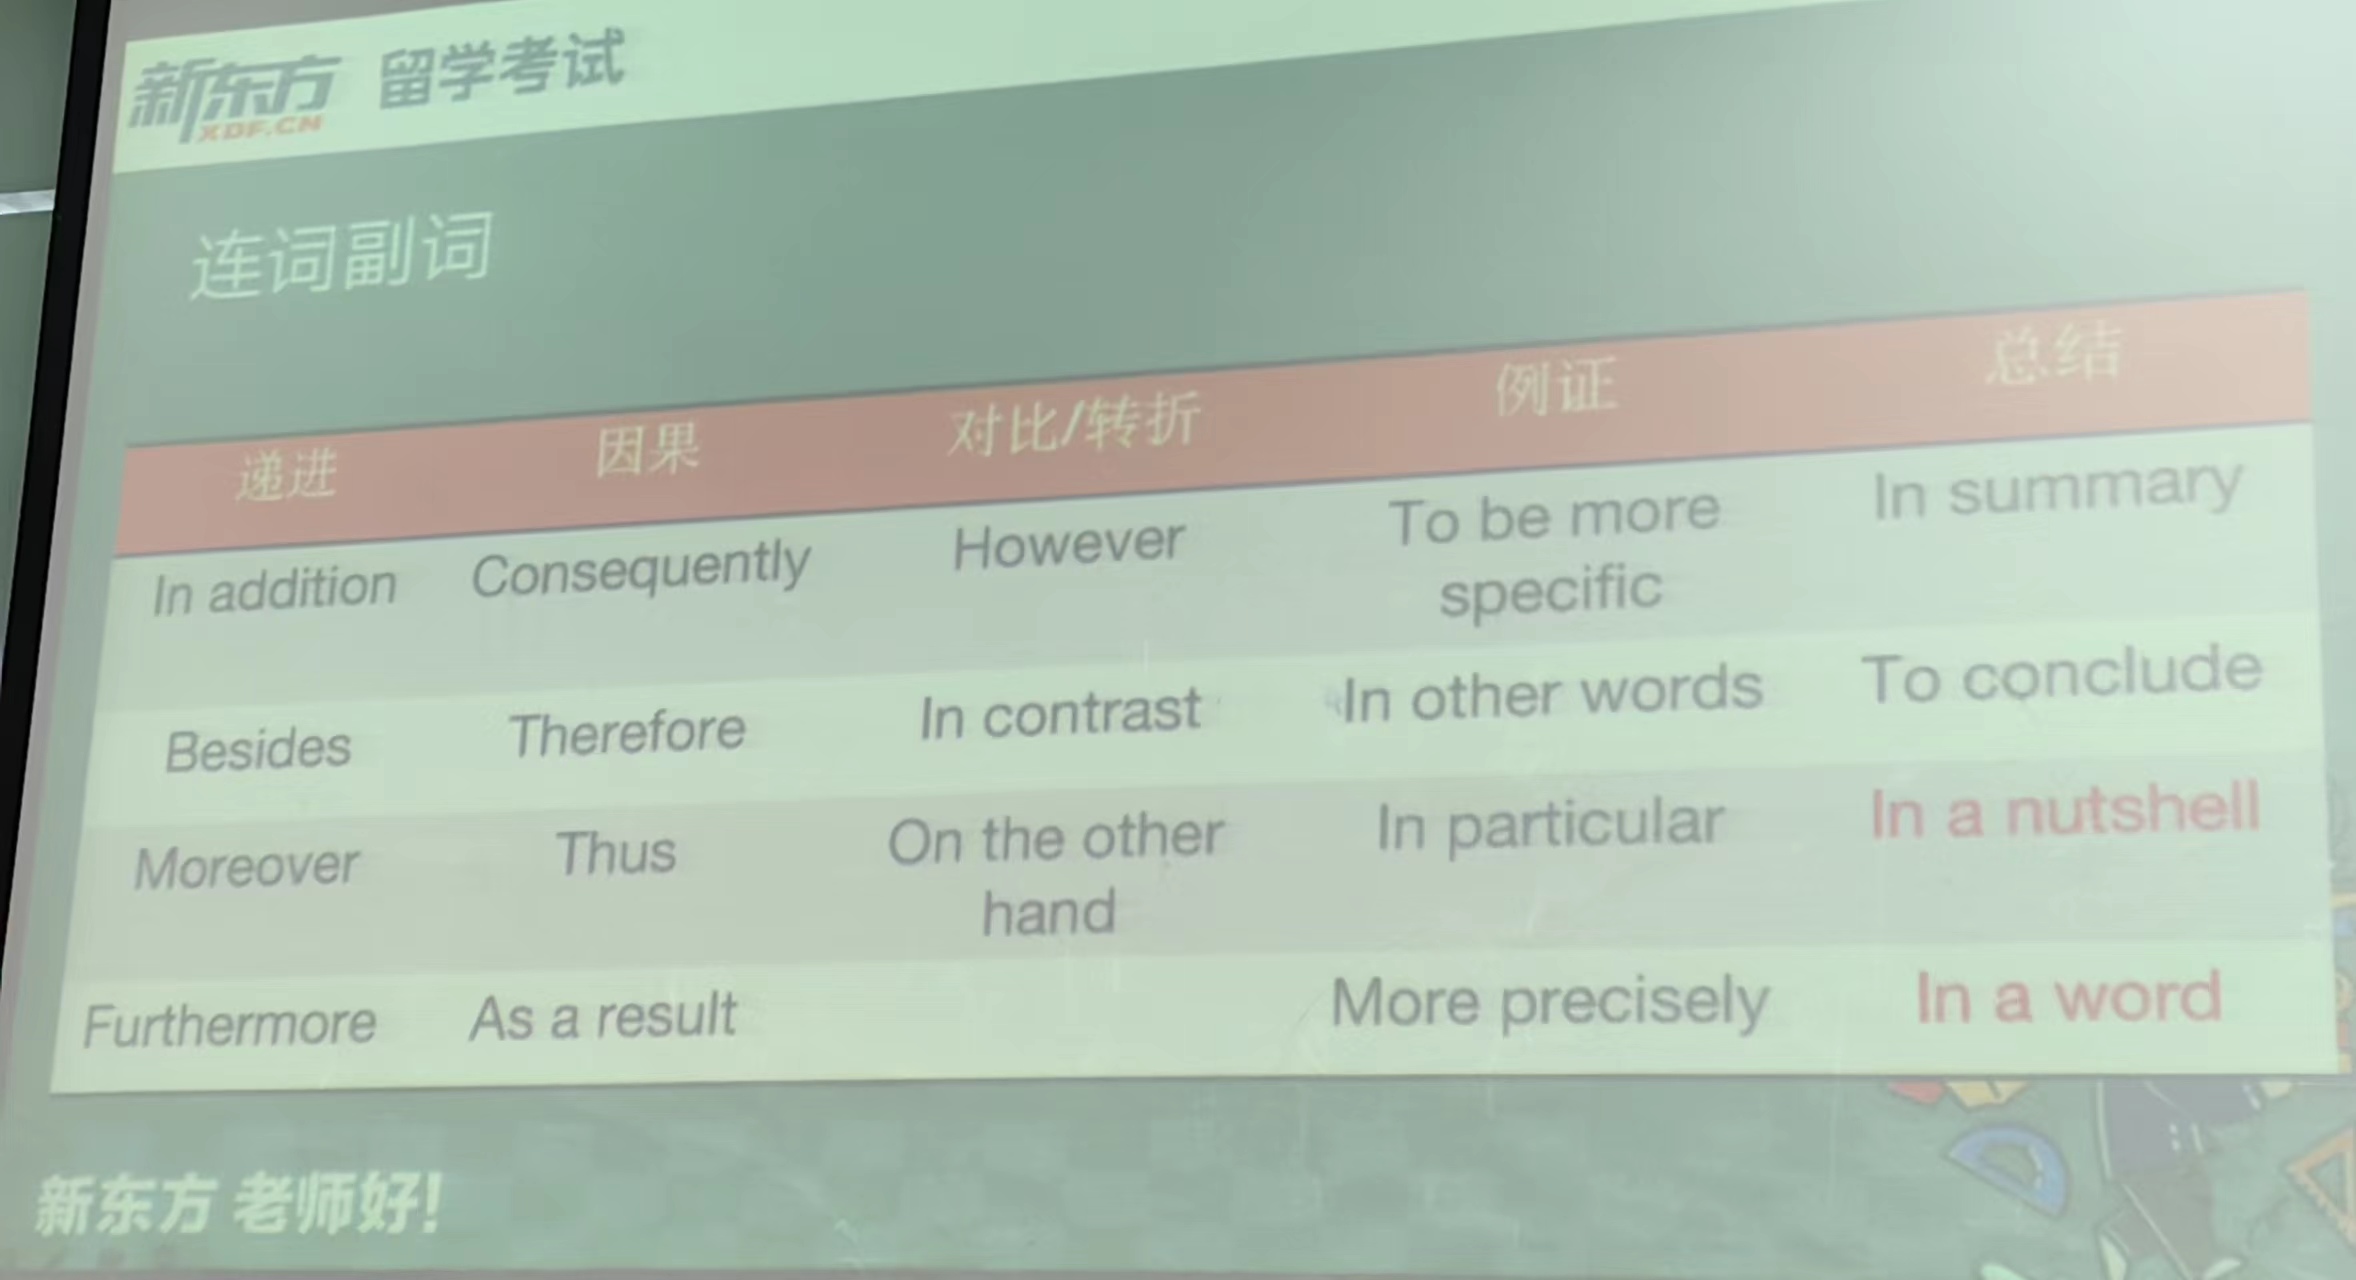 新东方 留学考试
XDF.CN
连词副词
递进 因果 对比/转折 例证 总结
In addition Consequently However To be more specific In summary
Besides Therefore In contrast In other words To conclude
Moreover Thus On the other hand In particular In a nutshell
Furthermore As a result More precisely In a word
新东方 老师好!